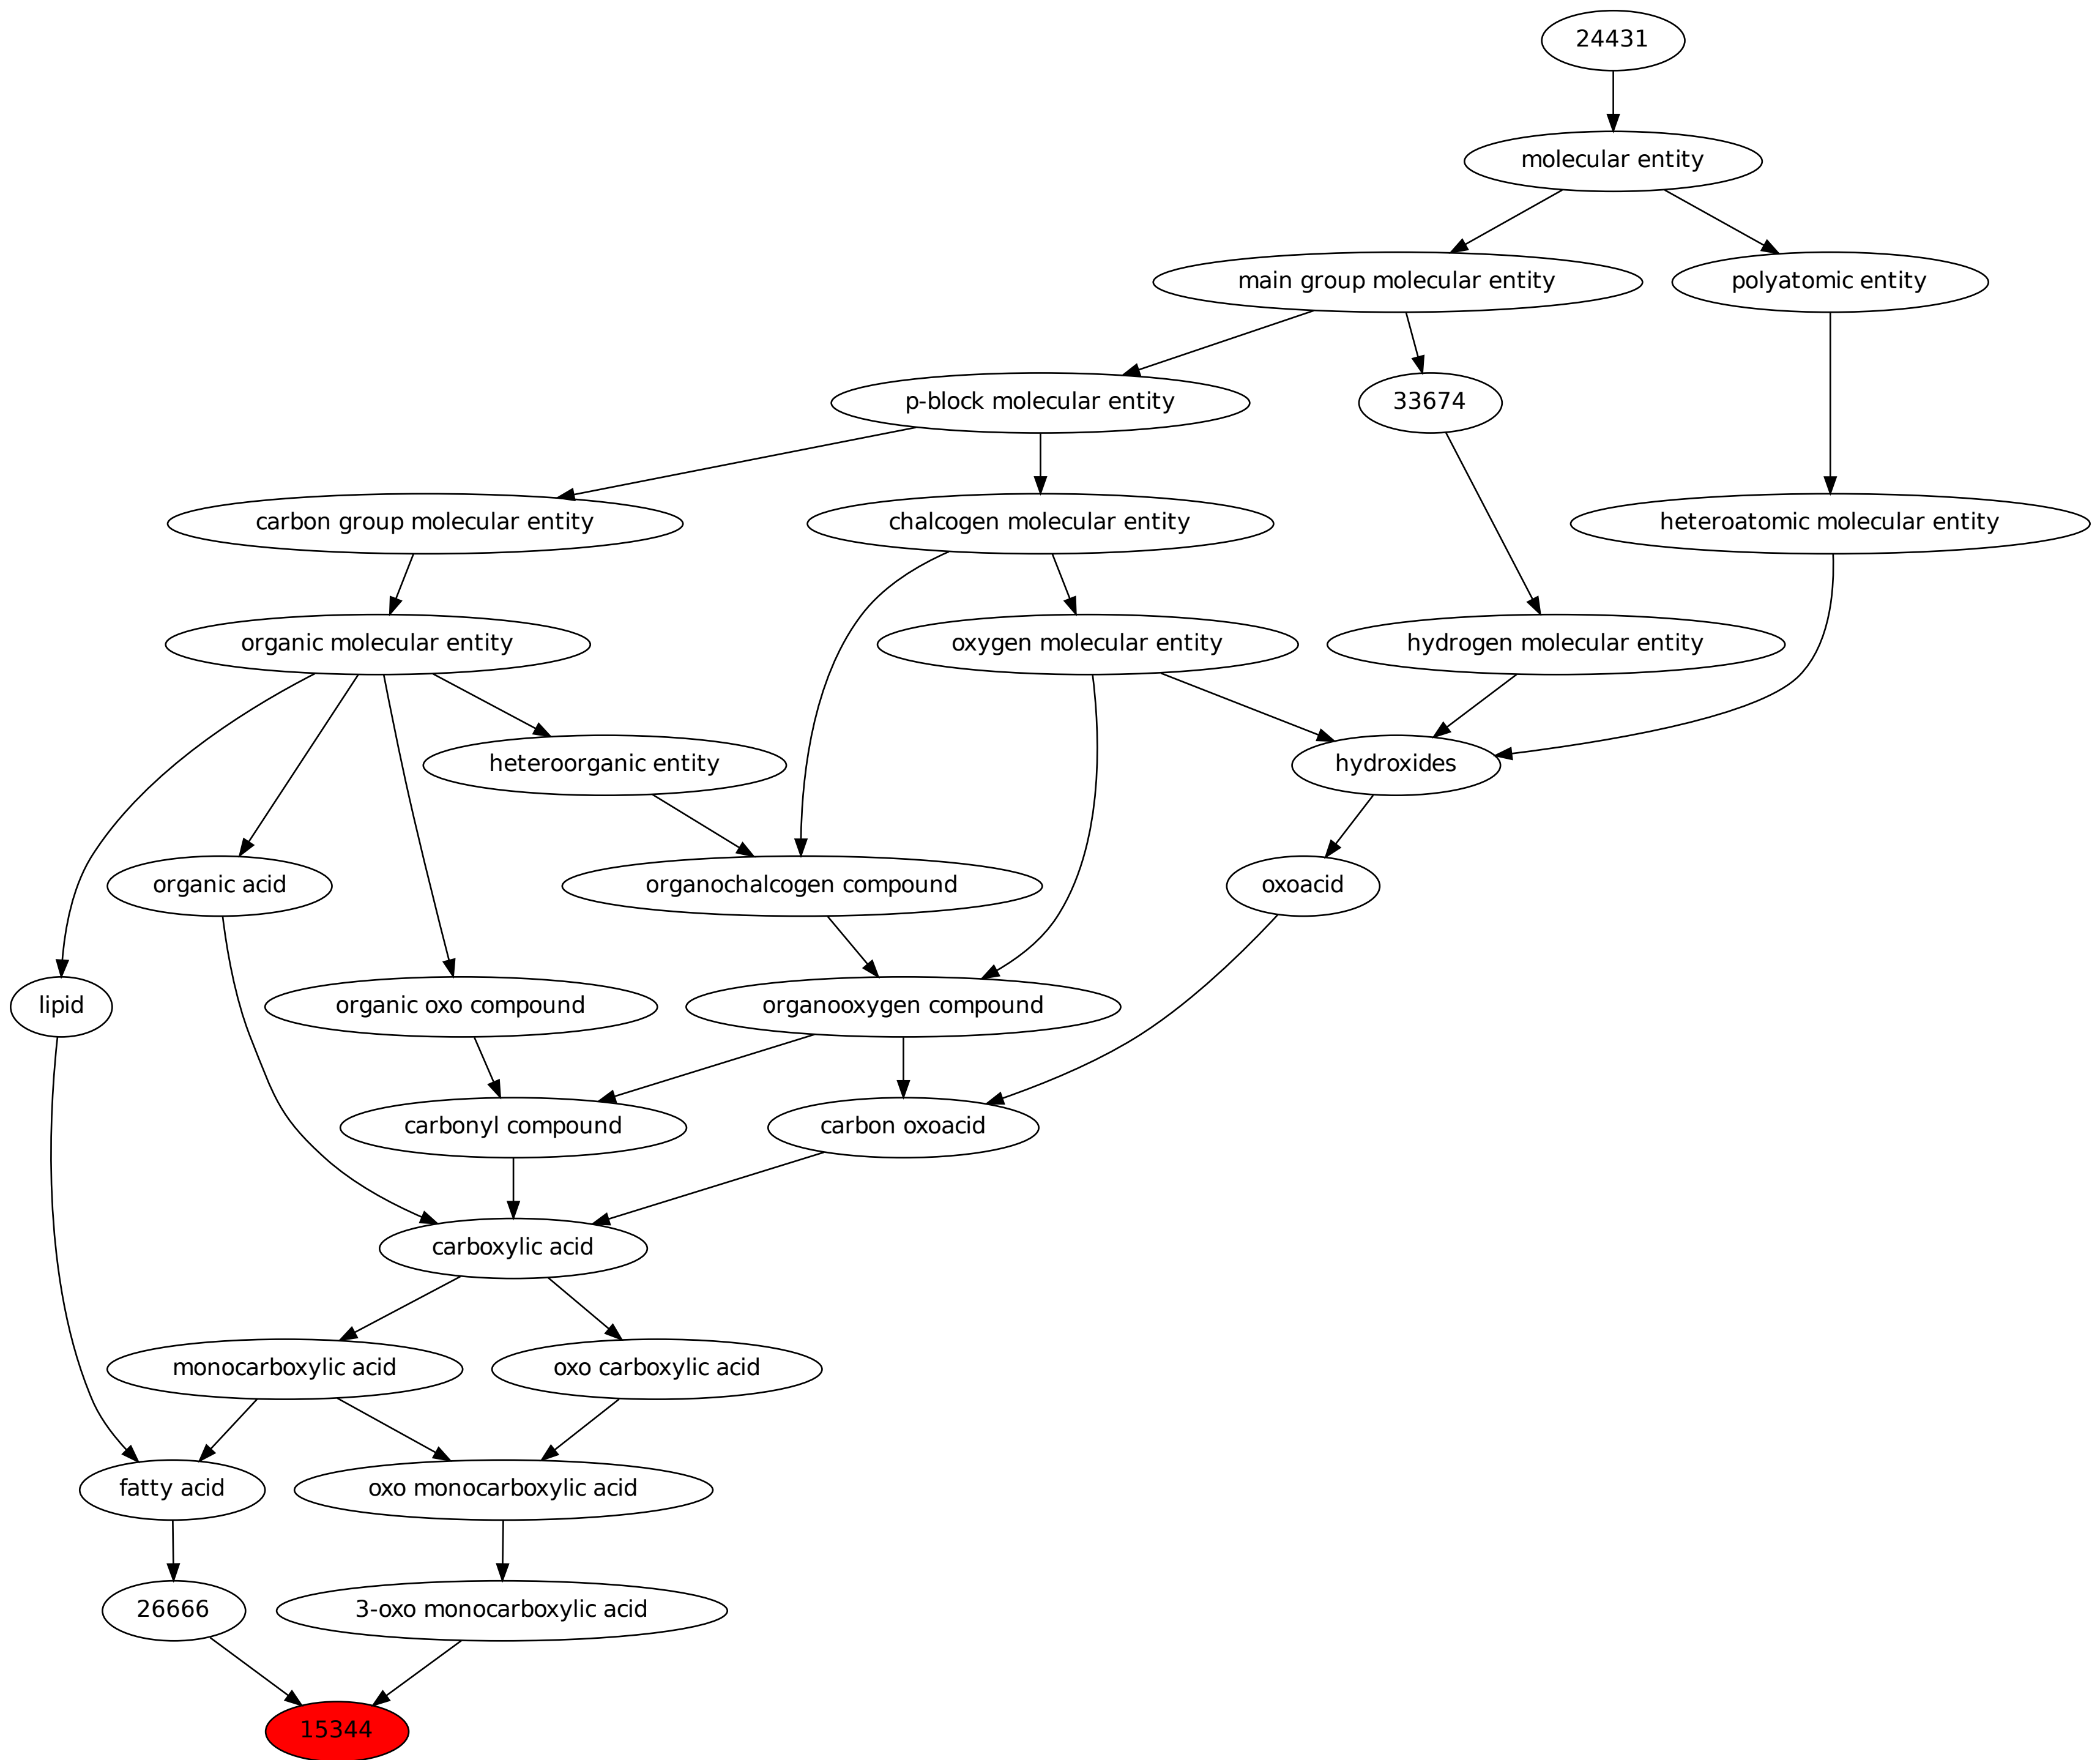 24431
molecular entity
main group molecular entity
polyatomic entity
p-block molecular entity
33674
carbon group molecular entity
chalcogen molecular entity
heteroatomic molecular entity
organic molecular entity
oxygen molecular entity
hydrogen molecular entity
heteroorganic entity
hydroxides
organic acid
organochalcogen compound
oxoacid
lipid
organic oxo compound
organooxygen compound
carbonyl compound
carbon oxoacid
carboxylic acid
monocarboxylic acid
oxo carboxylic acid
fatty acid
oxo monocarboxylic acid
26666
3-oxo monocarboxylic acid
15344